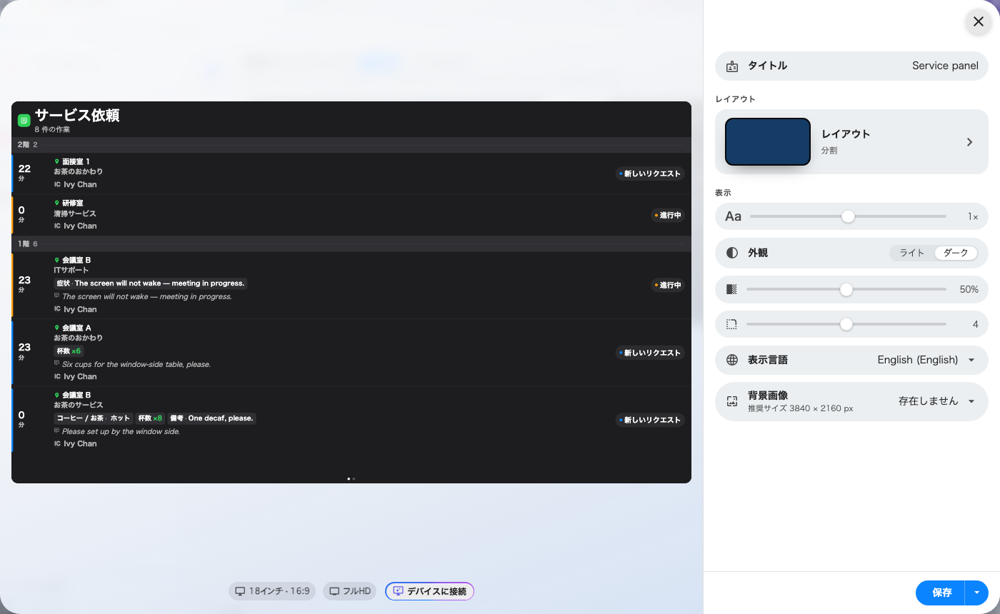 サービス依頼
8 件の作業
2階 2
22
分
面接室 1
お茶のおかわり
IC Ivy Chan
新しいリクエスト
0
分
研修室
清掃サービス
IC Ivy Chan
進行中
1階 6
23
分
会議室 B
ITサポート
症状 · The screen will not wake — meeting in progress.
The screen will not wake — meeting in progress.
IC Ivy Chan
進行中
23
分
会議室 A
お茶のおかわり
杯数 ×6
Six cups for the window-side table, please.
IC Ivy Chan
新しいリクエスト
0
分
会議室 B
お茶のサービス
コーヒー / お茶 · ホット 杯数 ×8 備考 · One decaf, please.
Please set up by the window side.
IC Ivy Chan
新しいリクエスト
18インチ · 16:9
フルHD
デバイスに接続
タイトル Service panel
レイアウト
レイアウト
分割
表示
Aa 1×
外観 ライト ダーク
50%
4
表示言語 English (English)
背景画像
推奨サイズ 3840 × 2160 px
存在しません
保存